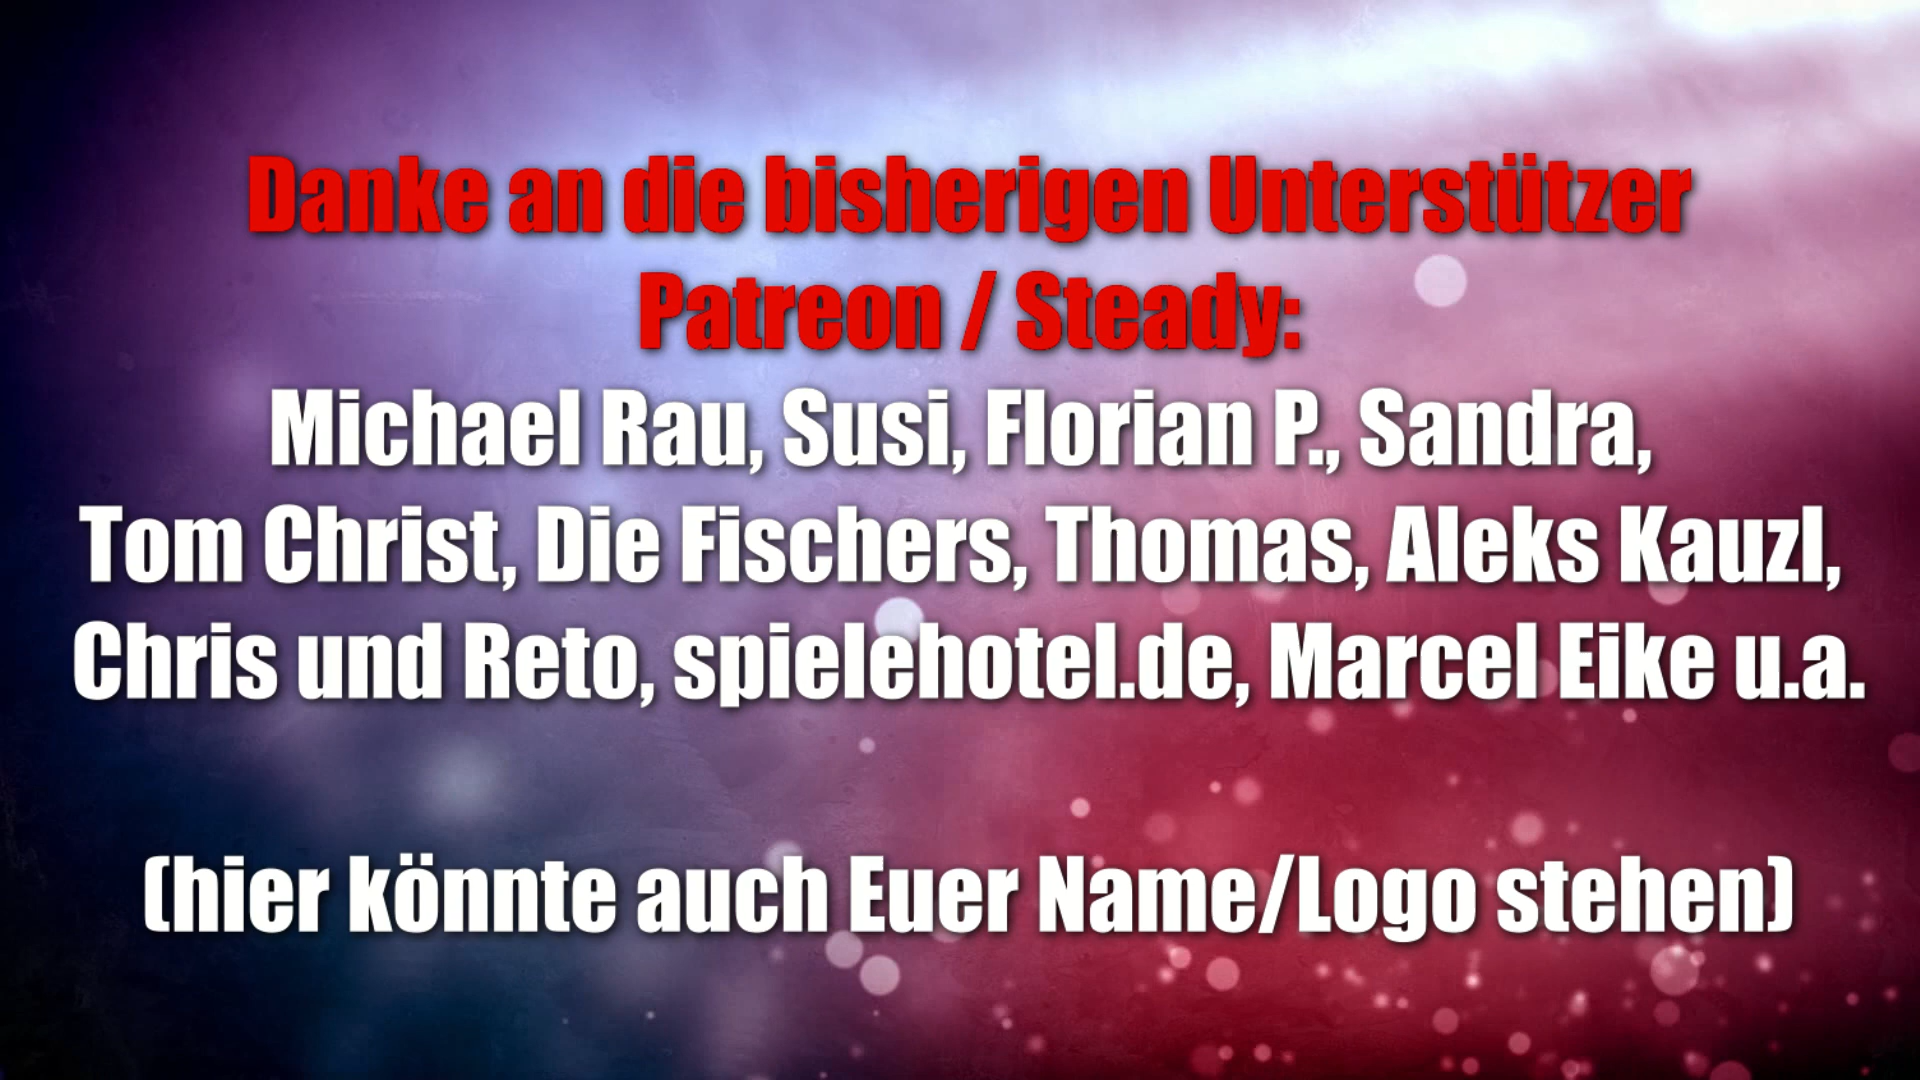 Danke an die bisherigen Unterstützer
Patreon / Steady:
Michael Rau, Susi, Florian P., Sandra,
Tom Christ, Die Fischers, Thomas, Aleks Kauzl,
Chris und Reto, spielehotel.de, Marcel Eike u.a.
(hier könnte auch Euer Name/Logo stehen)